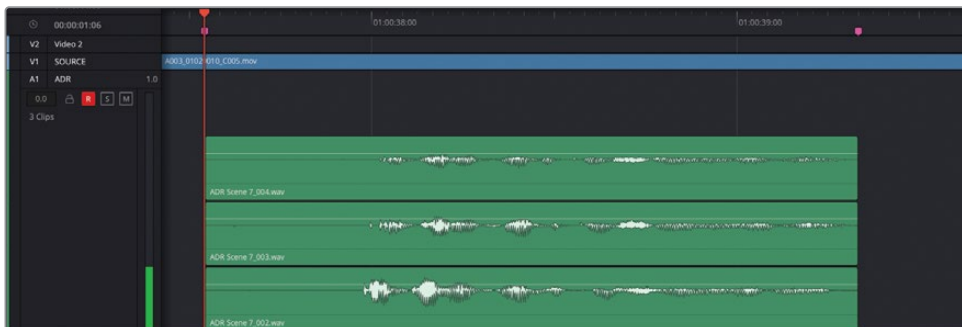 00:00:01:06
01:00:38:00
01:00:39:00
V2 Video 2
V1 SOURCE
A003_0102 010_C005.mov
A1 ADR 1.0
0.0 R S M
3 Clips
ADR Scene 7_004.wav
ADR Scene 7_003.wav
ADR Scene 7_002.wav